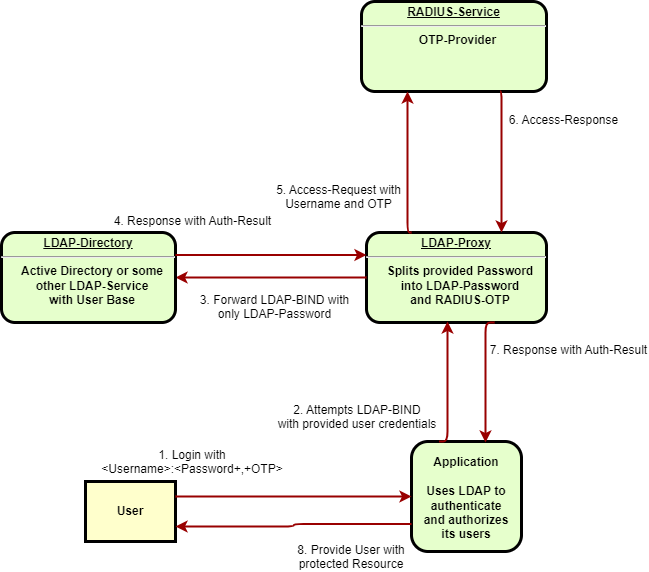 RADIUS-Service
OTP-Provider
6. Access-Response
5. Access-Request with
Username and OTP
4. Response with Auth-Result
LDAP-Directory
Active Directory or some
other LDAP-Service
with User Base
LDAP-Proxy
Splits provided Password
into LDAP-Password
and RADIUS-OTP
3. Forward LDAP-BIND with
only LDAP-Password
7. Response with Auth-Result
2. Attempts LDAP-BIND
with provided user credentials
1. Login with
<Username>:<Password+,+OTP>
User
Application
Uses LDAP to
authenticate
and authorizes
its users
8. Provide User with
protected Resource